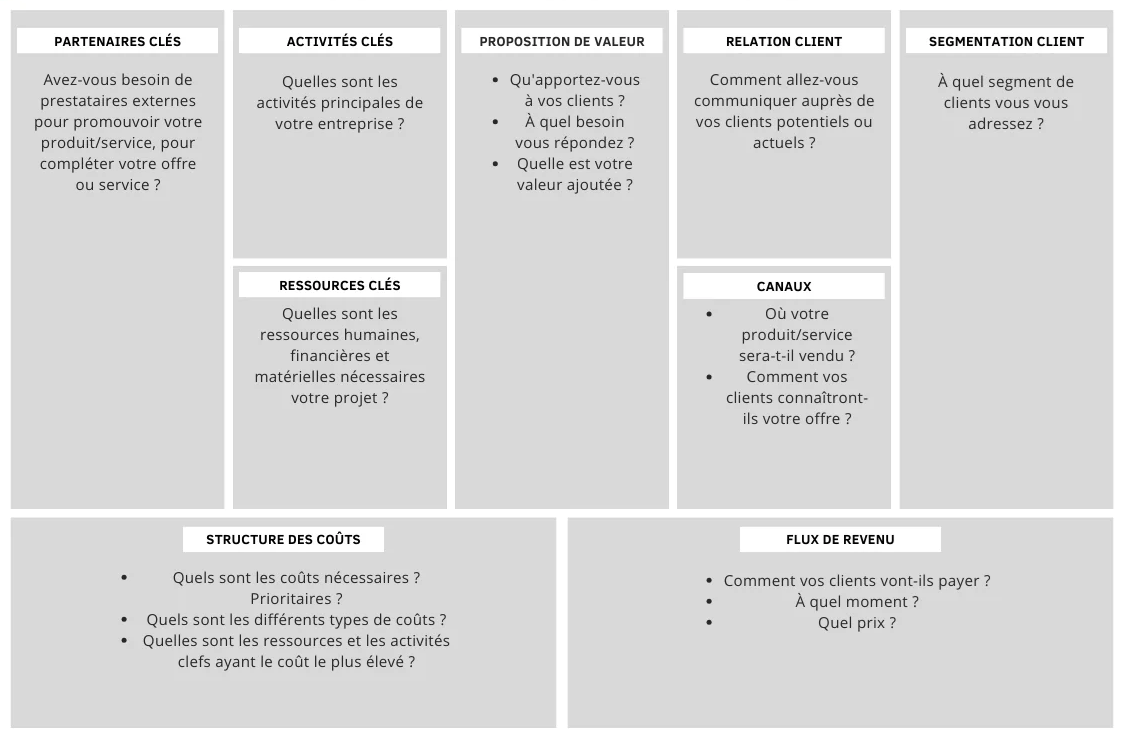 PARTENAIRES CLÉS
Avez-vous besoin de
prestataires externes
pour promouvoir votre
produit/service, pour
compléter votre offre
ou service ?
ACTIVITÉS CLÉS
Quelles sont les
activités principales de
votre entreprise ?
RESSOURCES CLÉS
Quelles sont les
ressources humaines,
financières et
matérielles nécessaires
votre projet ?
PROPOSITION DE VALEUR
• Qu'apportez-vous
à vos clients ?
• À quel besoin
vous répondez ?
• Quelle est votre
valeur ajoutée ?
RELATION CLIENT
Comment allez-vous
communiquer auprès de
vos clients potentiels ou
actuels ?
CANAUX
• Où votre
produit/service
sera-t-il vendu ?
• Comment vos
clients connaîtront-
ils votre offre ?
SEGMENTATION CLIENT
À quel segment de
clients vous vous
adressez ?
STRUCTURE DES COÛTS
• Quels sont les coûts nécessaires ?
Prioritaires ?
• Quels sont les différents types de coûts ?
• Quelles sont les ressources et les activités
clefs ayant le coût le plus élevé ?
FLUX DE REVENU
• Comment vos clients vont-ils payer ?
• À quel moment ?
• Quel prix ?